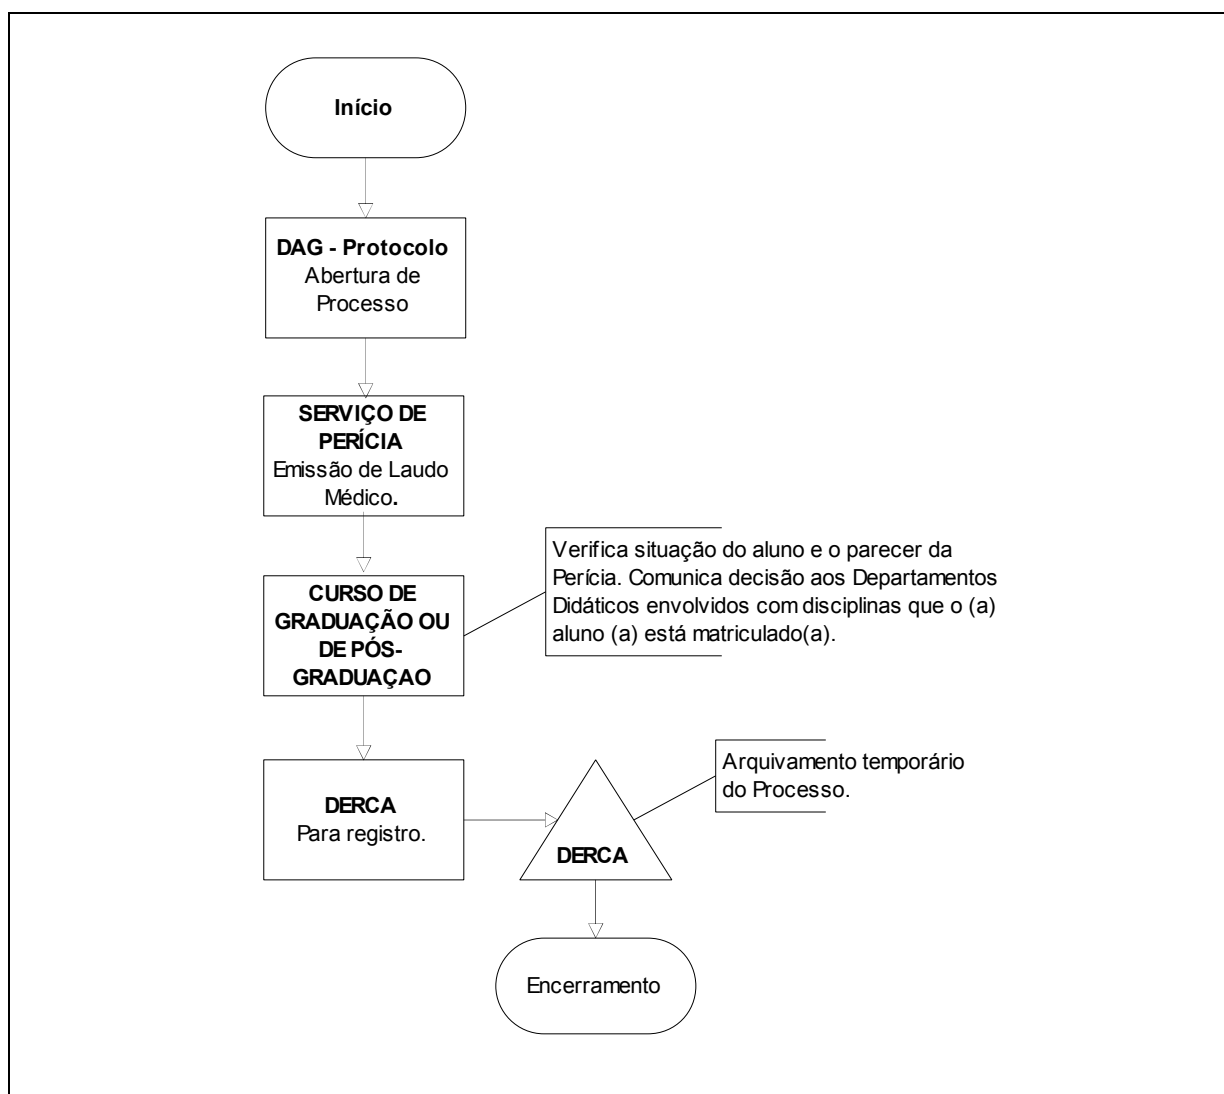 Início
DAG - Protocolo
Abertura de
Processo
SERVIÇO DE
PERÍCIA
Emissão de Laudo
Médico.
CURSO DE
GRADUAÇÃO OU
DE PÓS-
GRADUAÇAO
Verifica situação do aluno e o parecer da
Perícia. Comunica decisão aos Departamentos
Didáticos envolvidos com disciplinas que o (a)
aluno (a) está matriculado(a).
DERCA
Para registro.
DERCA
Arquivamento temporário
do Processo.
Encerramento